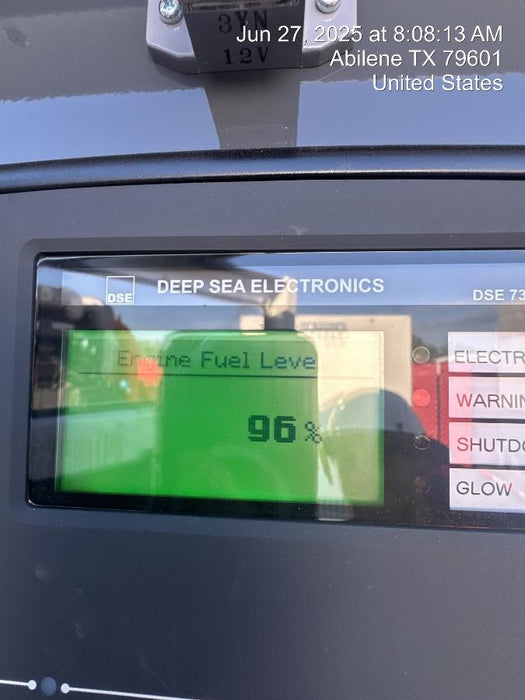 3YN
12V
Jun 27, 2025 at 8:08:13 AM
Abilene TX 79601
United States
DSE
DEEP SEA ELECTRONICS
DSE 73
Engine Fuel Leve
96 %
ELECTR
WARNIN
SHUTDO
GLOW